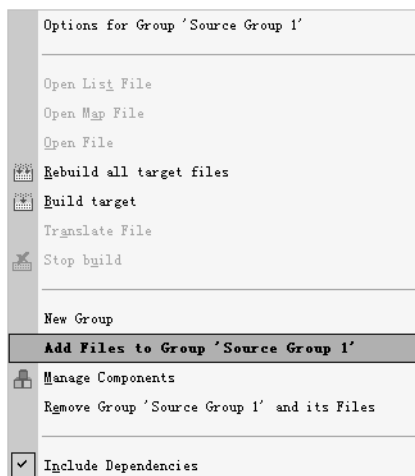 Options for Group 'Source Group 1'
Open List File
Open Map File
Open File
Rebuild all target files
Build target
Translate File
Stop build
New Group
Add Files to Group 'Source Group 1'
Manage Components
Remove Group 'Source Group 1' and its Files
Include Dependencies